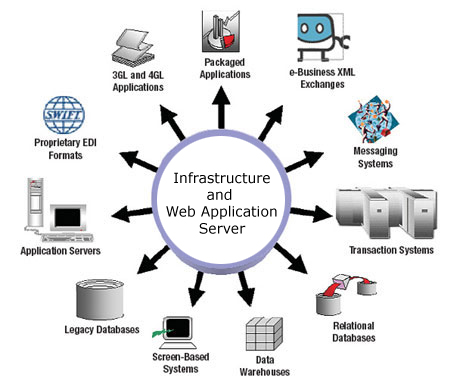 Packaged
Applications
3GL and 4GL
Applications
e-Business XML
Exchanges
SWIFT
Proprietary EDI
Formats
Messaging
Systems
Infrastructure
and
Web Application
Server
Application Servers
Transaction Systems
Legacy Databases
Relational
Databases
Screen-Based
Systems
Data
Warehouses